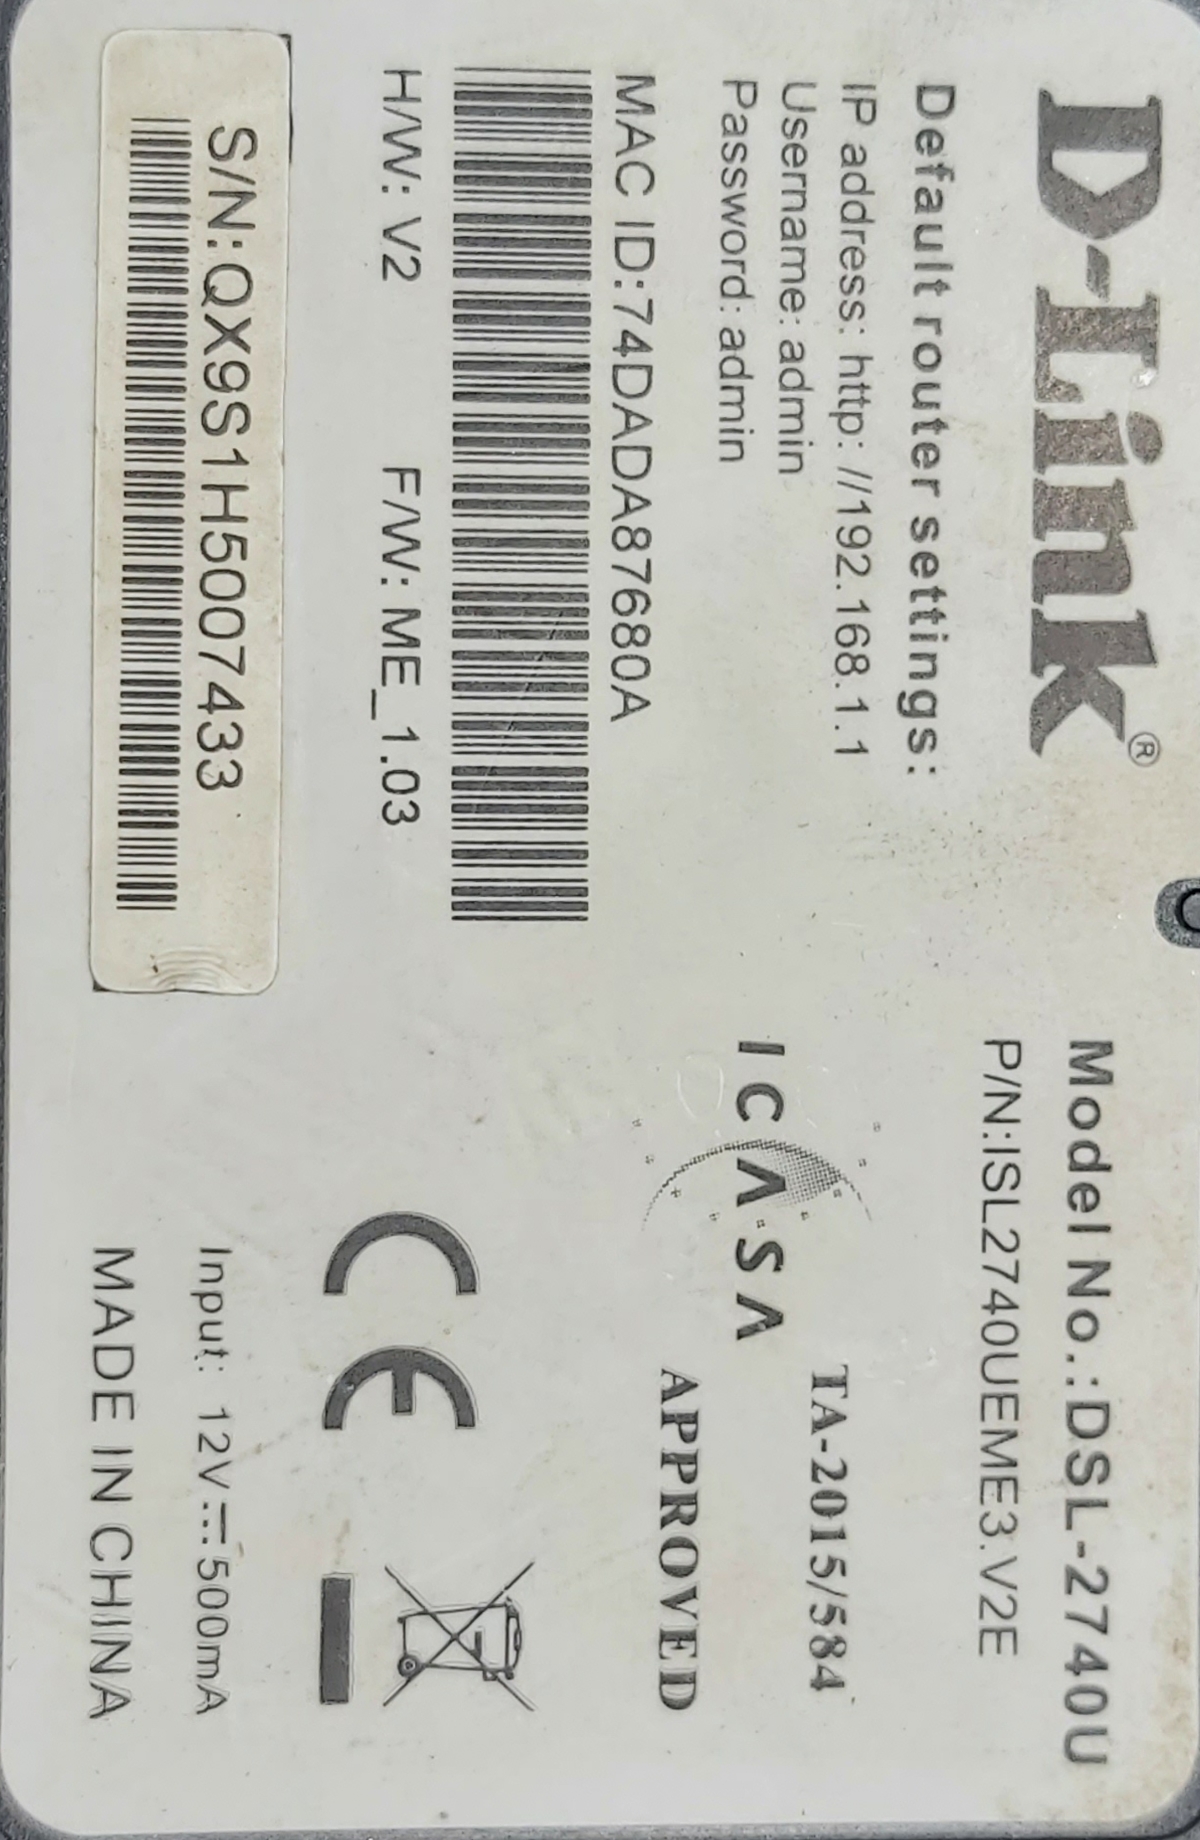 D-Link®
Default router settings:
IP address: http: //192.168.1.1
Username: admin
Password: admin
MAC ID:74DADA87680A
H/W: V2 F/W: ME_1.03
S/N:QX9S1H5007433
Model No.:DSL-2740U
P/N:ISL2740UEME3.V2E
ICASA
TA-2015/584
APPROVED
CE
Input: 12V⎓500mA
MADE IN CHINA